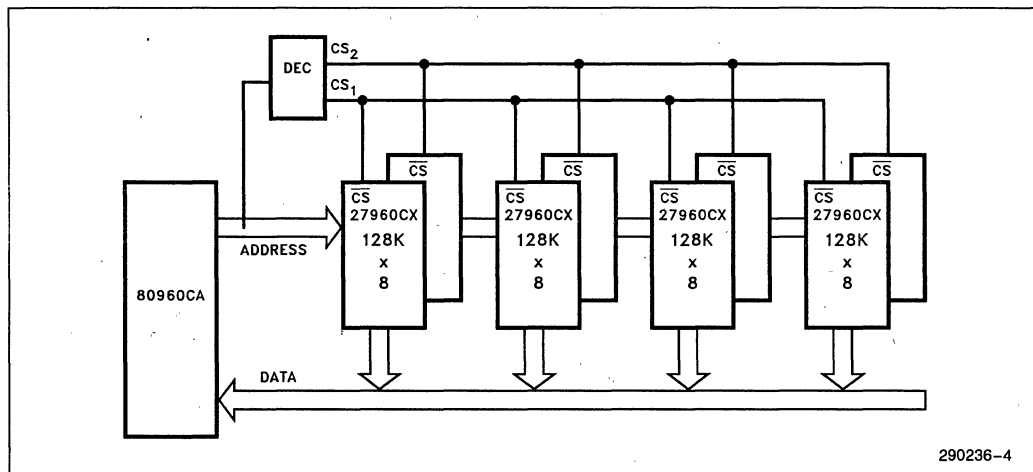 CS2
DEC
CS1
CS
CS
CS
CS
CS
27960CX
128K
x
8
CS
27960CX
128K
x
8
CS
27960CX
128K
x
8
CS
27960CX
128K
x
8
ADDRESS
80960CA
DATA
290236-4